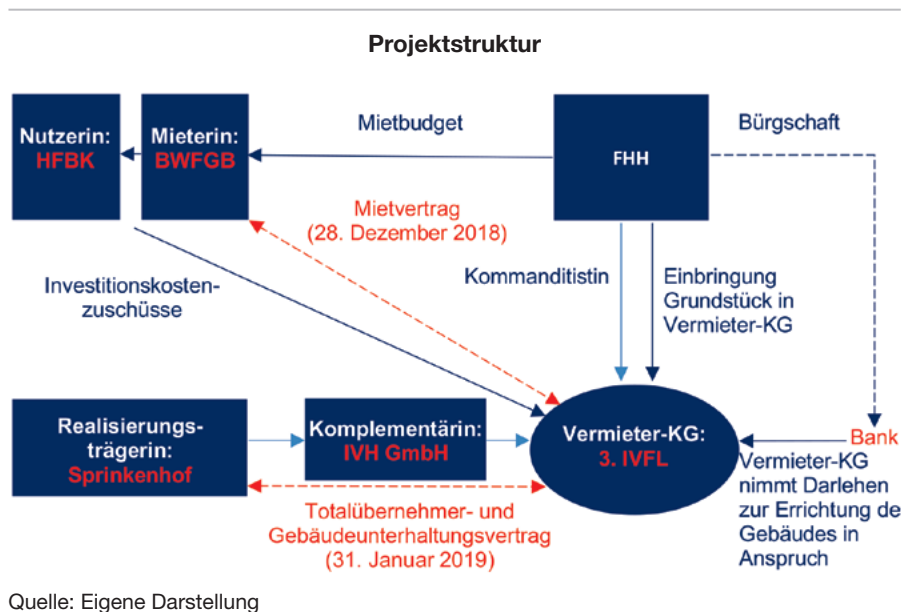 Projektstruktur
Nutzerin:
HFBK
Mieterin:
BWFGB
Mietbudget
FHH
Bürgschaft
Mietvertrag
(28. Dezember 2018)
Investitionskosten-
zuschüsse
Kommanditistin
Einbringung
Grundstück in
Vermieter-KG
Realisierungs-
trägerin:
Sprinkenhof
Komplementärin:
IVH GmbH
Vermieter-KG:
3. IVFL
Bank
Vermieter-KG
nimmt Darlehen
zur Errichtung de
Gebäudes in
Anspruch
Totalübernehmer- und
Gebäudeunterhaltungsvertrag
(31. Januar 2019)
Quelle: Eigene Darstellung